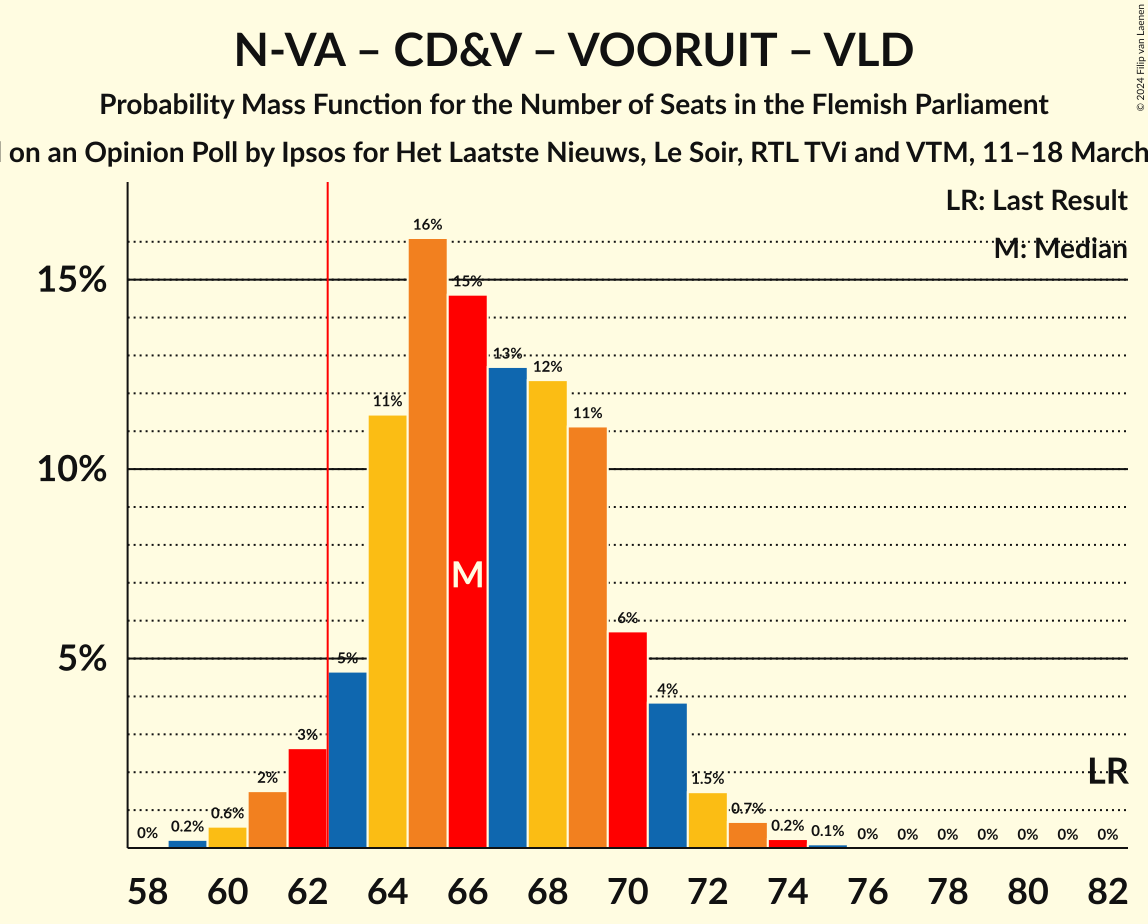 © 2024 Filip van Laenen
N-VA – CD&V – VOORUIT – VLD
Probability Mass Function for the Number of Seats in the Flemish Parliament
on an Opinion Poll by Ipsos for Het Laatste Nieuws, Le Soir, RTL TVi and VTM, 11–18 March
LR: Last Result
M: Median
15%
10%
5%
0% 0.2% 0.6% 2% 3% 5% 11% 16% 15% 13% 12% 11% 6% 4% 1.5% 0.7% 0.2% 0.1% 0% 0% 0% 0% 0% 0% 0%
M
LR
58 60 62 64 66 68 70 72 74 76 78 80 82